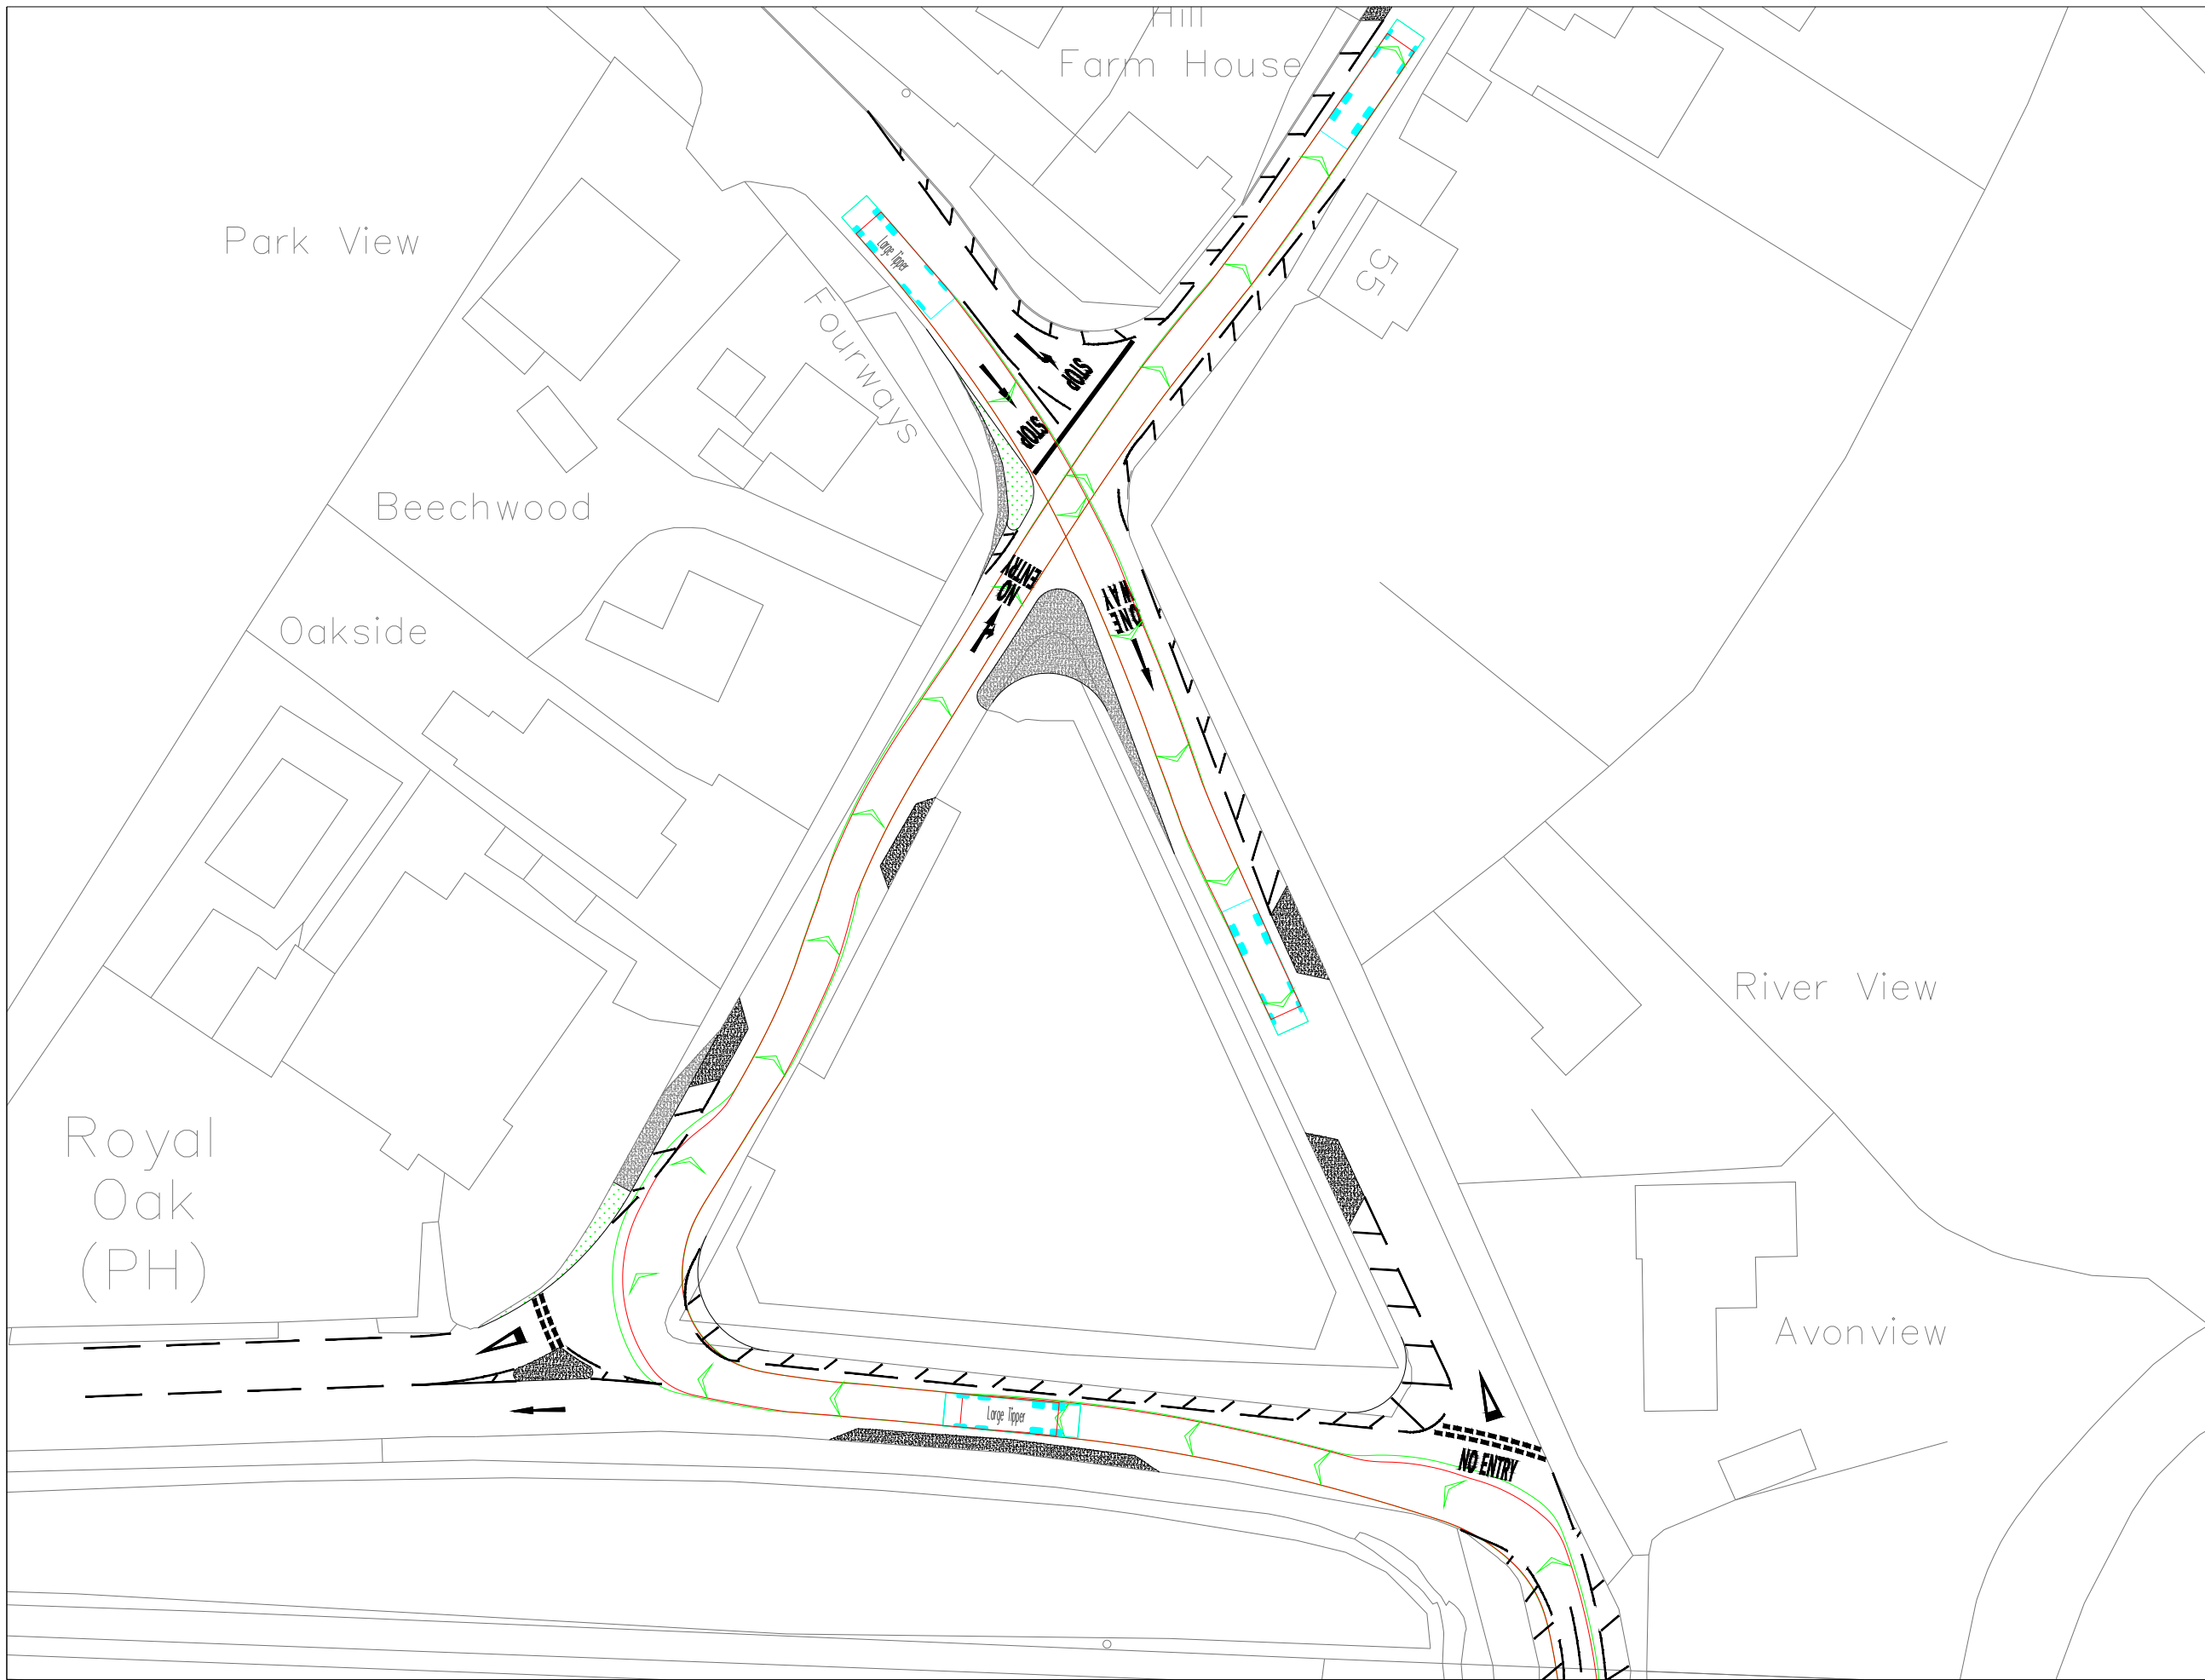 Hill
Farm House
Park View
Large Tipper
55
Fourways
STOP
STOP
Beechwood
NO
ENTRY
ONE
WAY
Oakside
River View
Royal
Oak
(PH)
Avonview
Large Tipper
NO ENTRY